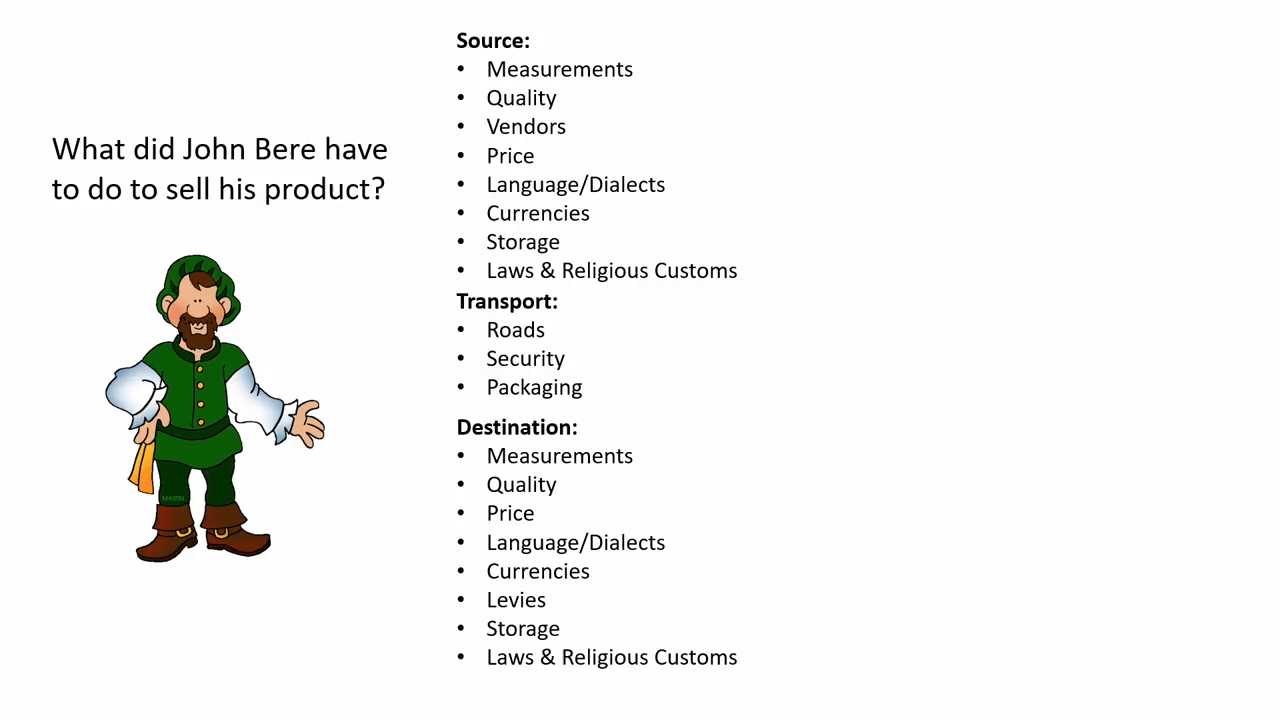 What did John Bere have
to do to sell his product?
Source:
• Measurements
• Quality
• Vendors
• Price
• Language/Dialects
• Currencies
• Storage
• Laws & Religious Customs
Transport:
• Roads
• Security
• Packaging
Destination:
• Measurements
• Quality
• Price
• Language/Dialects
• Currencies
• Levies
• Storage
• Laws & Religious Customs